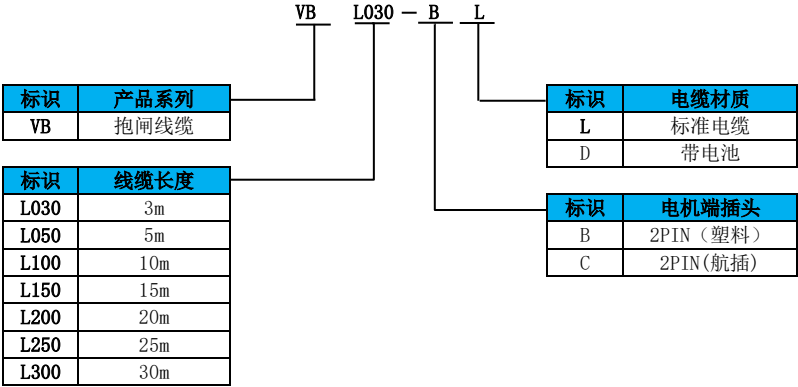 VB L030 - B L
标识 产品系列
VB 抱闸线缆
标识 线缆长度
L030 3m
L050 5m
L100 10m
L150 15m
L200 20m
L250 25m
L300 30m
标识 电缆材质
L 标准电缆
D 带电池
标识 电机端插头
B 2PIN（塑料）
C 2PIN(航插)